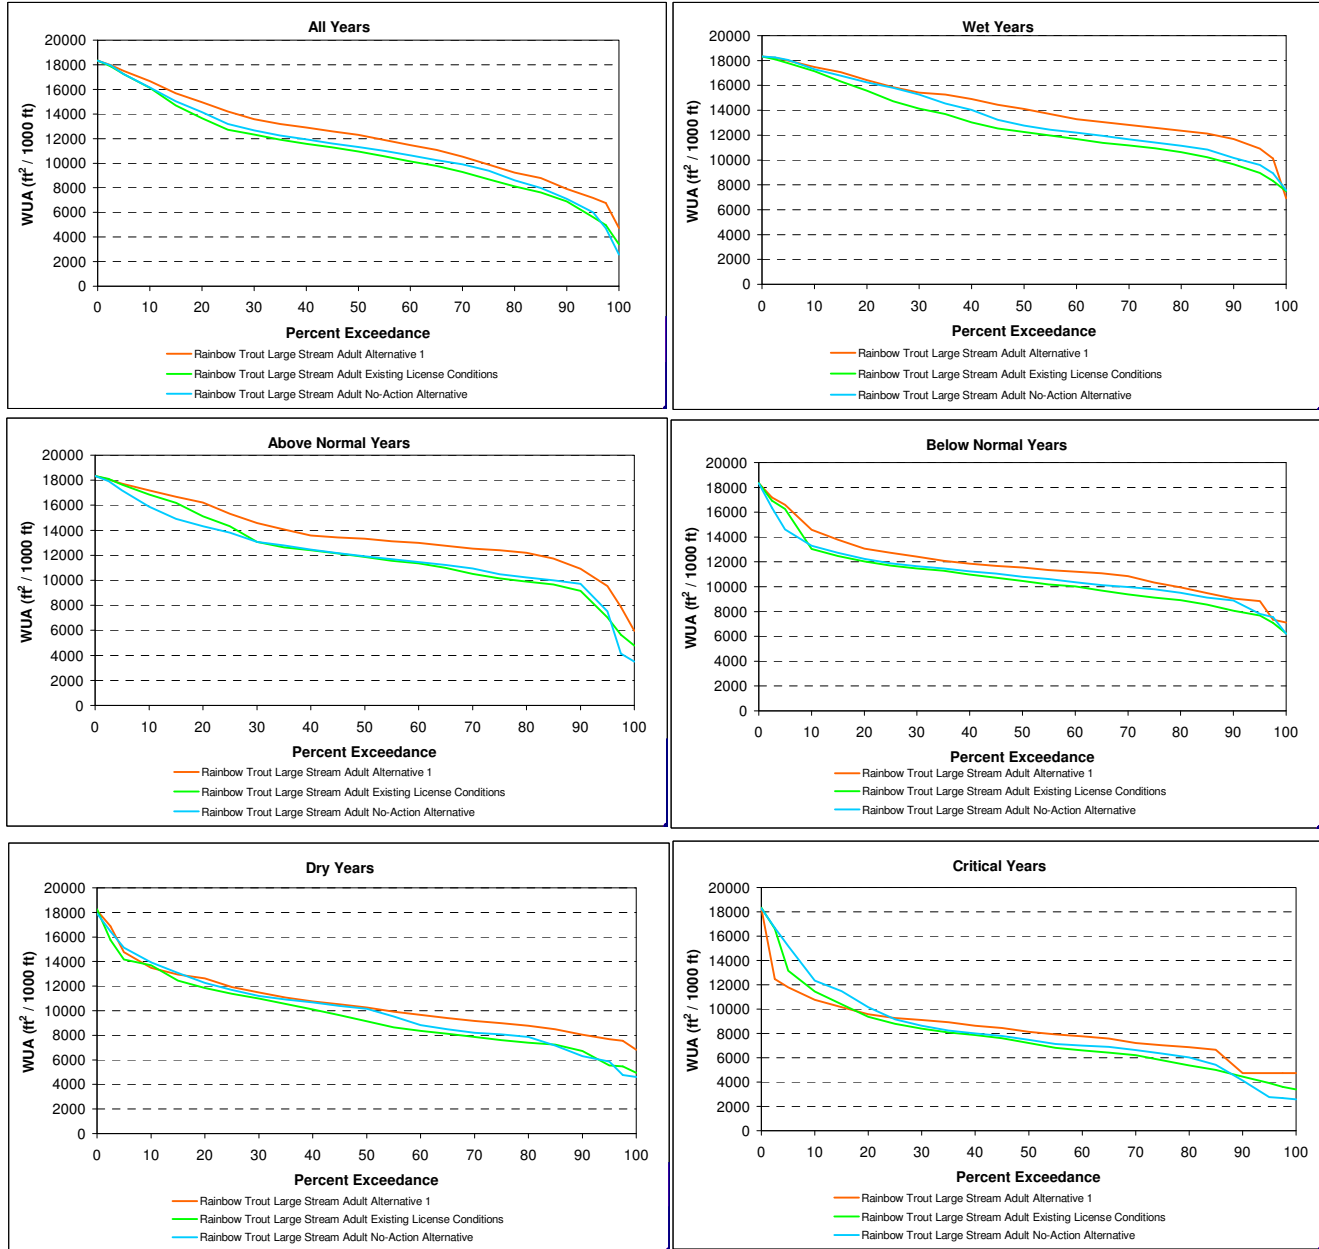 All Years
20000
18000
16000
14000
12000
10000
8000
6000
4000
2000
0
WUA (ft² / 1000 ft)
0 10 20 30 40 50 60 70 80 90 100
Percent Exceedance
Rainbow Trout Large Stream Adult Alternative 1
Rainbow Trout Large Stream Adult Existing License Conditions
Rainbow Trout Large Stream Adult No-Action Alternative
Wet Years
20000
18000
16000
14000
12000
10000
8000
6000
4000
2000
0
WUA (ft² / 1000 ft)
0 10 20 30 40 50 60 70 80 90 100
Percent Exceedance
Rainbow Trout Large Stream Adult Alternative 1
Rainbow Trout Large Stream Adult Existing License Conditions
Rainbow Trout Large Stream Adult No-Action Alternative
Above Normal Years
20000
18000
16000
14000
12000
10000
8000
6000
4000
2000
0
WUA (ft² / 1000 ft)
0 10 20 30 40 50 60 70 80 90 100
Percent Exceedance
Rainbow Trout Large Stream Adult Alternative 1
Rainbow Trout Large Stream Adult Existing License Conditions
Rainbow Trout Large Stream Adult No-Action Alternative
Below Normal Years
20000
18000
16000
14000
12000
10000
8000
6000
4000
2000
0
WUA (ft² / 1000 ft)
0 10 20 30 40 50 60 70 80 90 100
Percent Exceedance
Rainbow Trout Large Stream Adult Alternative 1
Rainbow Trout Large Stream Adult Existing License Conditions
Rainbow Trout Large Stream Adult No-Action Alternative
Dry Years
20000
18000
16000
14000
12000
10000
8000
6000
4000
2000
0
WUA (ft² / 1000 ft)
0 10 20 30 40 50 60 70 80 90 100
Percent Exceedance
Rainbow Trout Large Stream Adult Alternative 1
Rainbow Trout Large Stream Adult Existing License Conditions
Rainbow Trout Large Stream Adult No-Action Alternative
Critical Years
20000
18000
16000
14000
12000
10000
8000
6000
4000
2000
0
WUA (ft² / 1000 ft)
0 10 20 30 40 50 60 70 80 90 100
Percent Exceedance
Rainbow Trout Large Stream Adult Alternative 1
Rainbow Trout Large Stream Adult Existing License Conditions
Rainbow Trout Large Stream Adult No-Action Alternative